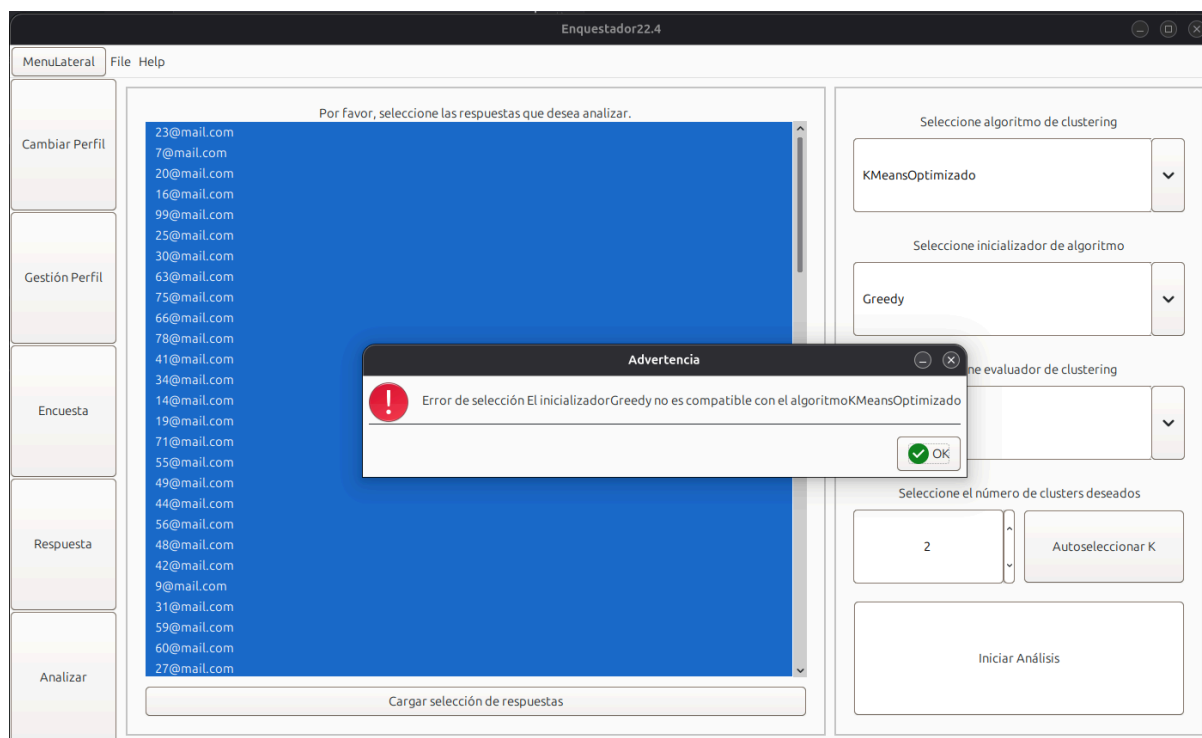 Enquestador22.4
MenuLateral File Help
Cambiar Perfil
Gestión Perfil
Encuesta
Respuesta
Analizar
Por favor, seleccione las respuestas que desea analizar.
23@mail.com
7@mail.com
20@mail.com
16@mail.com
99@mail.com
25@mail.com
30@mail.com
63@mail.com
75@mail.com
66@mail.com
78@mail.com
41@mail.com
34@mail.com
14@mail.com
19@mail.com
71@mail.com
55@mail.com
49@mail.com
44@mail.com
56@mail.com
48@mail.com
42@mail.com
9@mail.com
31@mail.com
59@mail.com
60@mail.com
27@mail.com
Cargar selección de respuestas
Advertencia
Error de selección El inicializadorGreedy no es compatible con el algoritmoKMeansOptimizado
OK
Seleccione algoritmo de clustering
KMeansOptimizado
Seleccione inicializador de algoritmo
Greedy
evaluador de clustering
Seleccione el número de clusters deseados
2
Autoseleccionar K
Iniciar Análisis